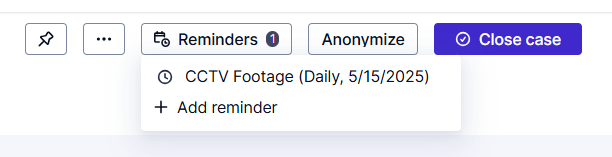 Reminders 1 Anonymize Close case
CCTV Footage (Daily, 5/15/2025)
Add reminder